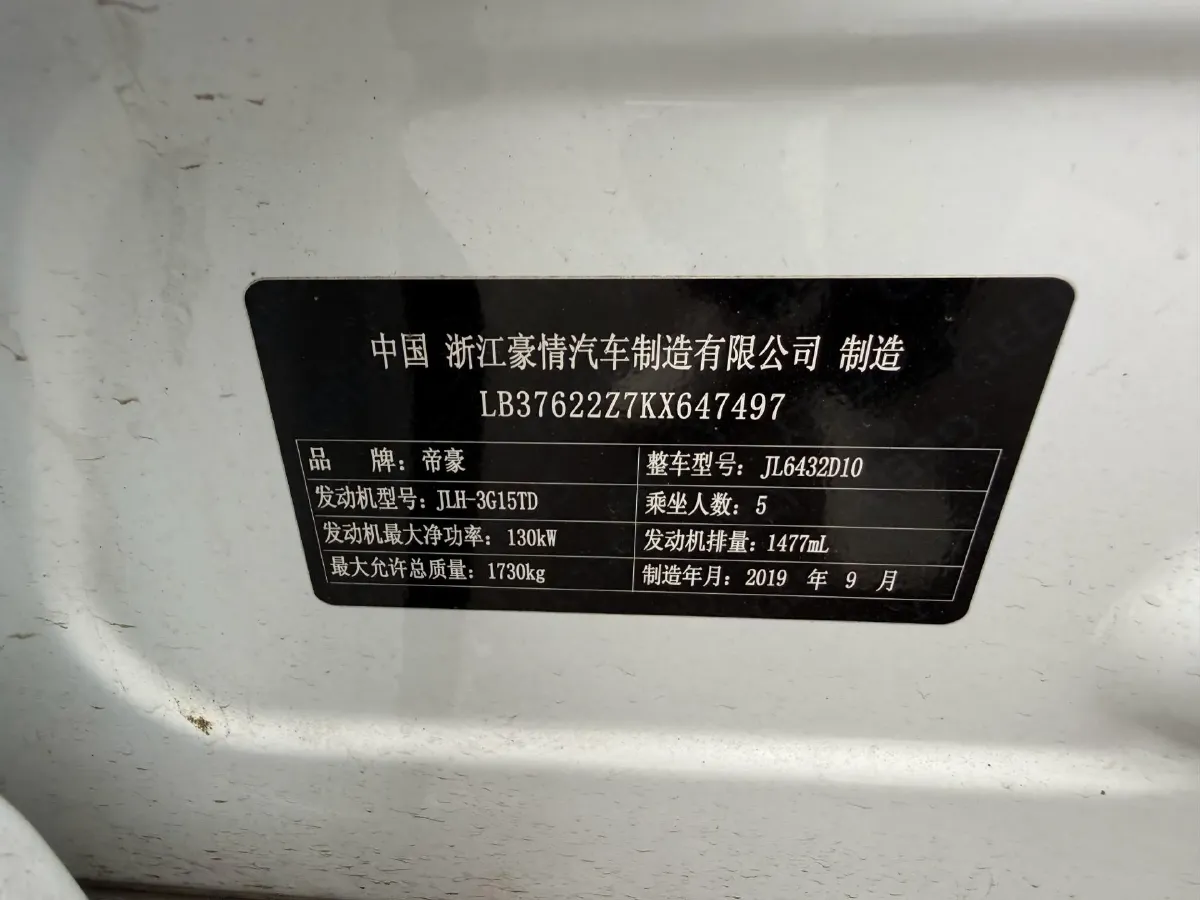 中国 浙江豪情汽车制造有限公司 制造
LB37622Z7KX647497
品 牌：帝豪 整车型号：JL6432D10
发动机型号：JLH-3G15TD 乘坐人数：5
发动机最大净功率：130kW 发动机排量：1477mL
最大允许总质量：1730kg 制造年月：2019 年 9 月